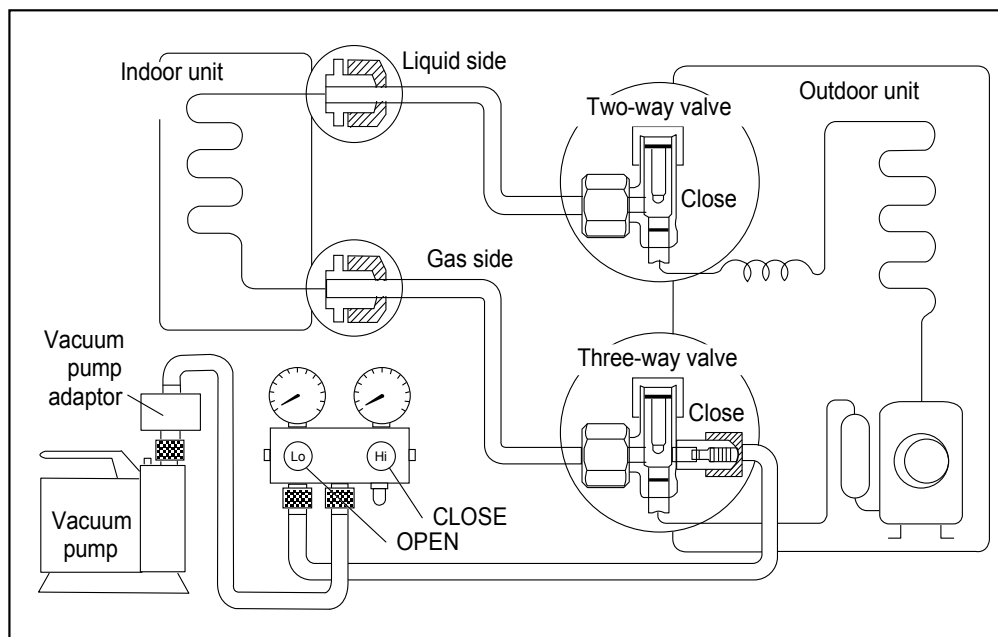 Indoor unit
Liquid side
Two-way valve
Outdoor unit
Close
Gas side
Three-way valve
Close
Vacuum
pump
adaptor
Lo
Hi
CLOSE
OPEN
Vacuum
pump